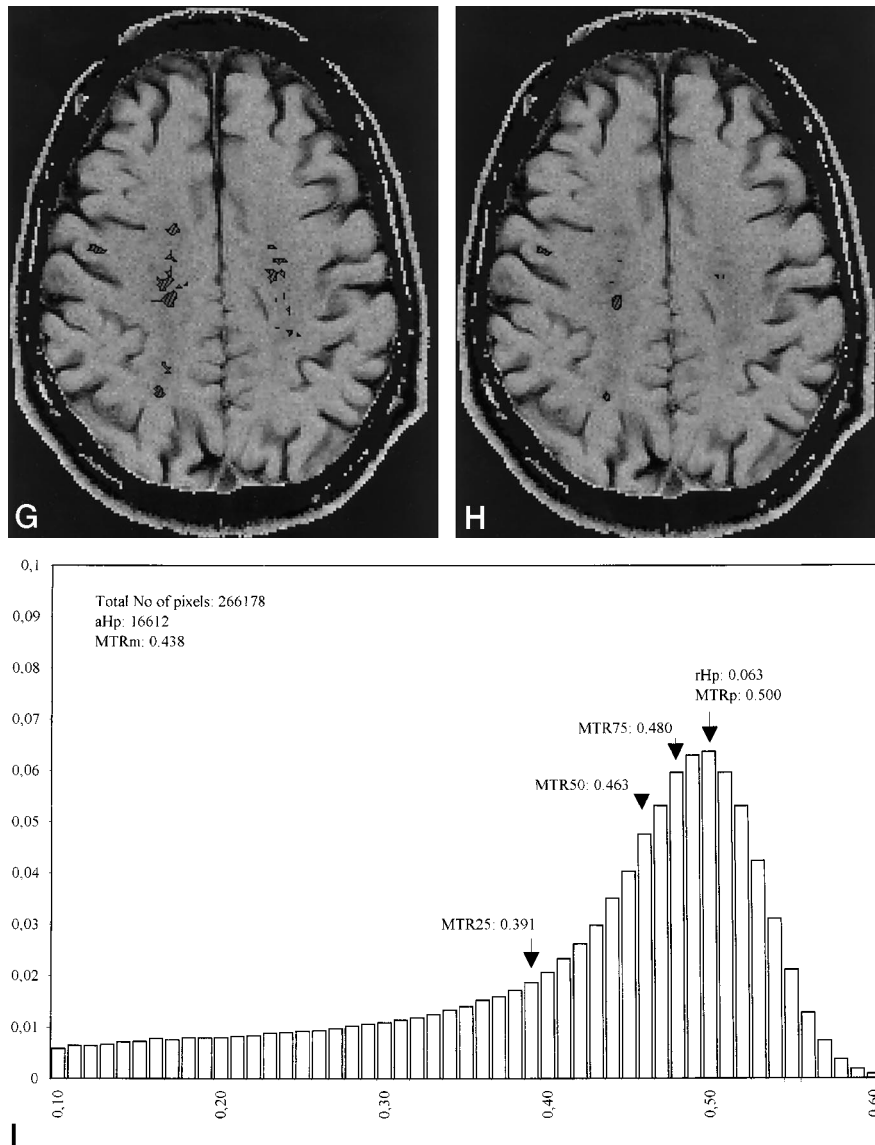 G
H
0,1
0,09
0,08
0,07
0,06
0,05
0,04
0,03
0,02
0,01
0
Total No of pixels: 266178
aHp: 16612
MTRm: 0.438
rHp: 0.063
MTRp: 0.500
MTR75: 0.480
MTR50: 0.463
MTR25: 0.391
0,10
0,20
0,30
0,40
0,50
0,60
I